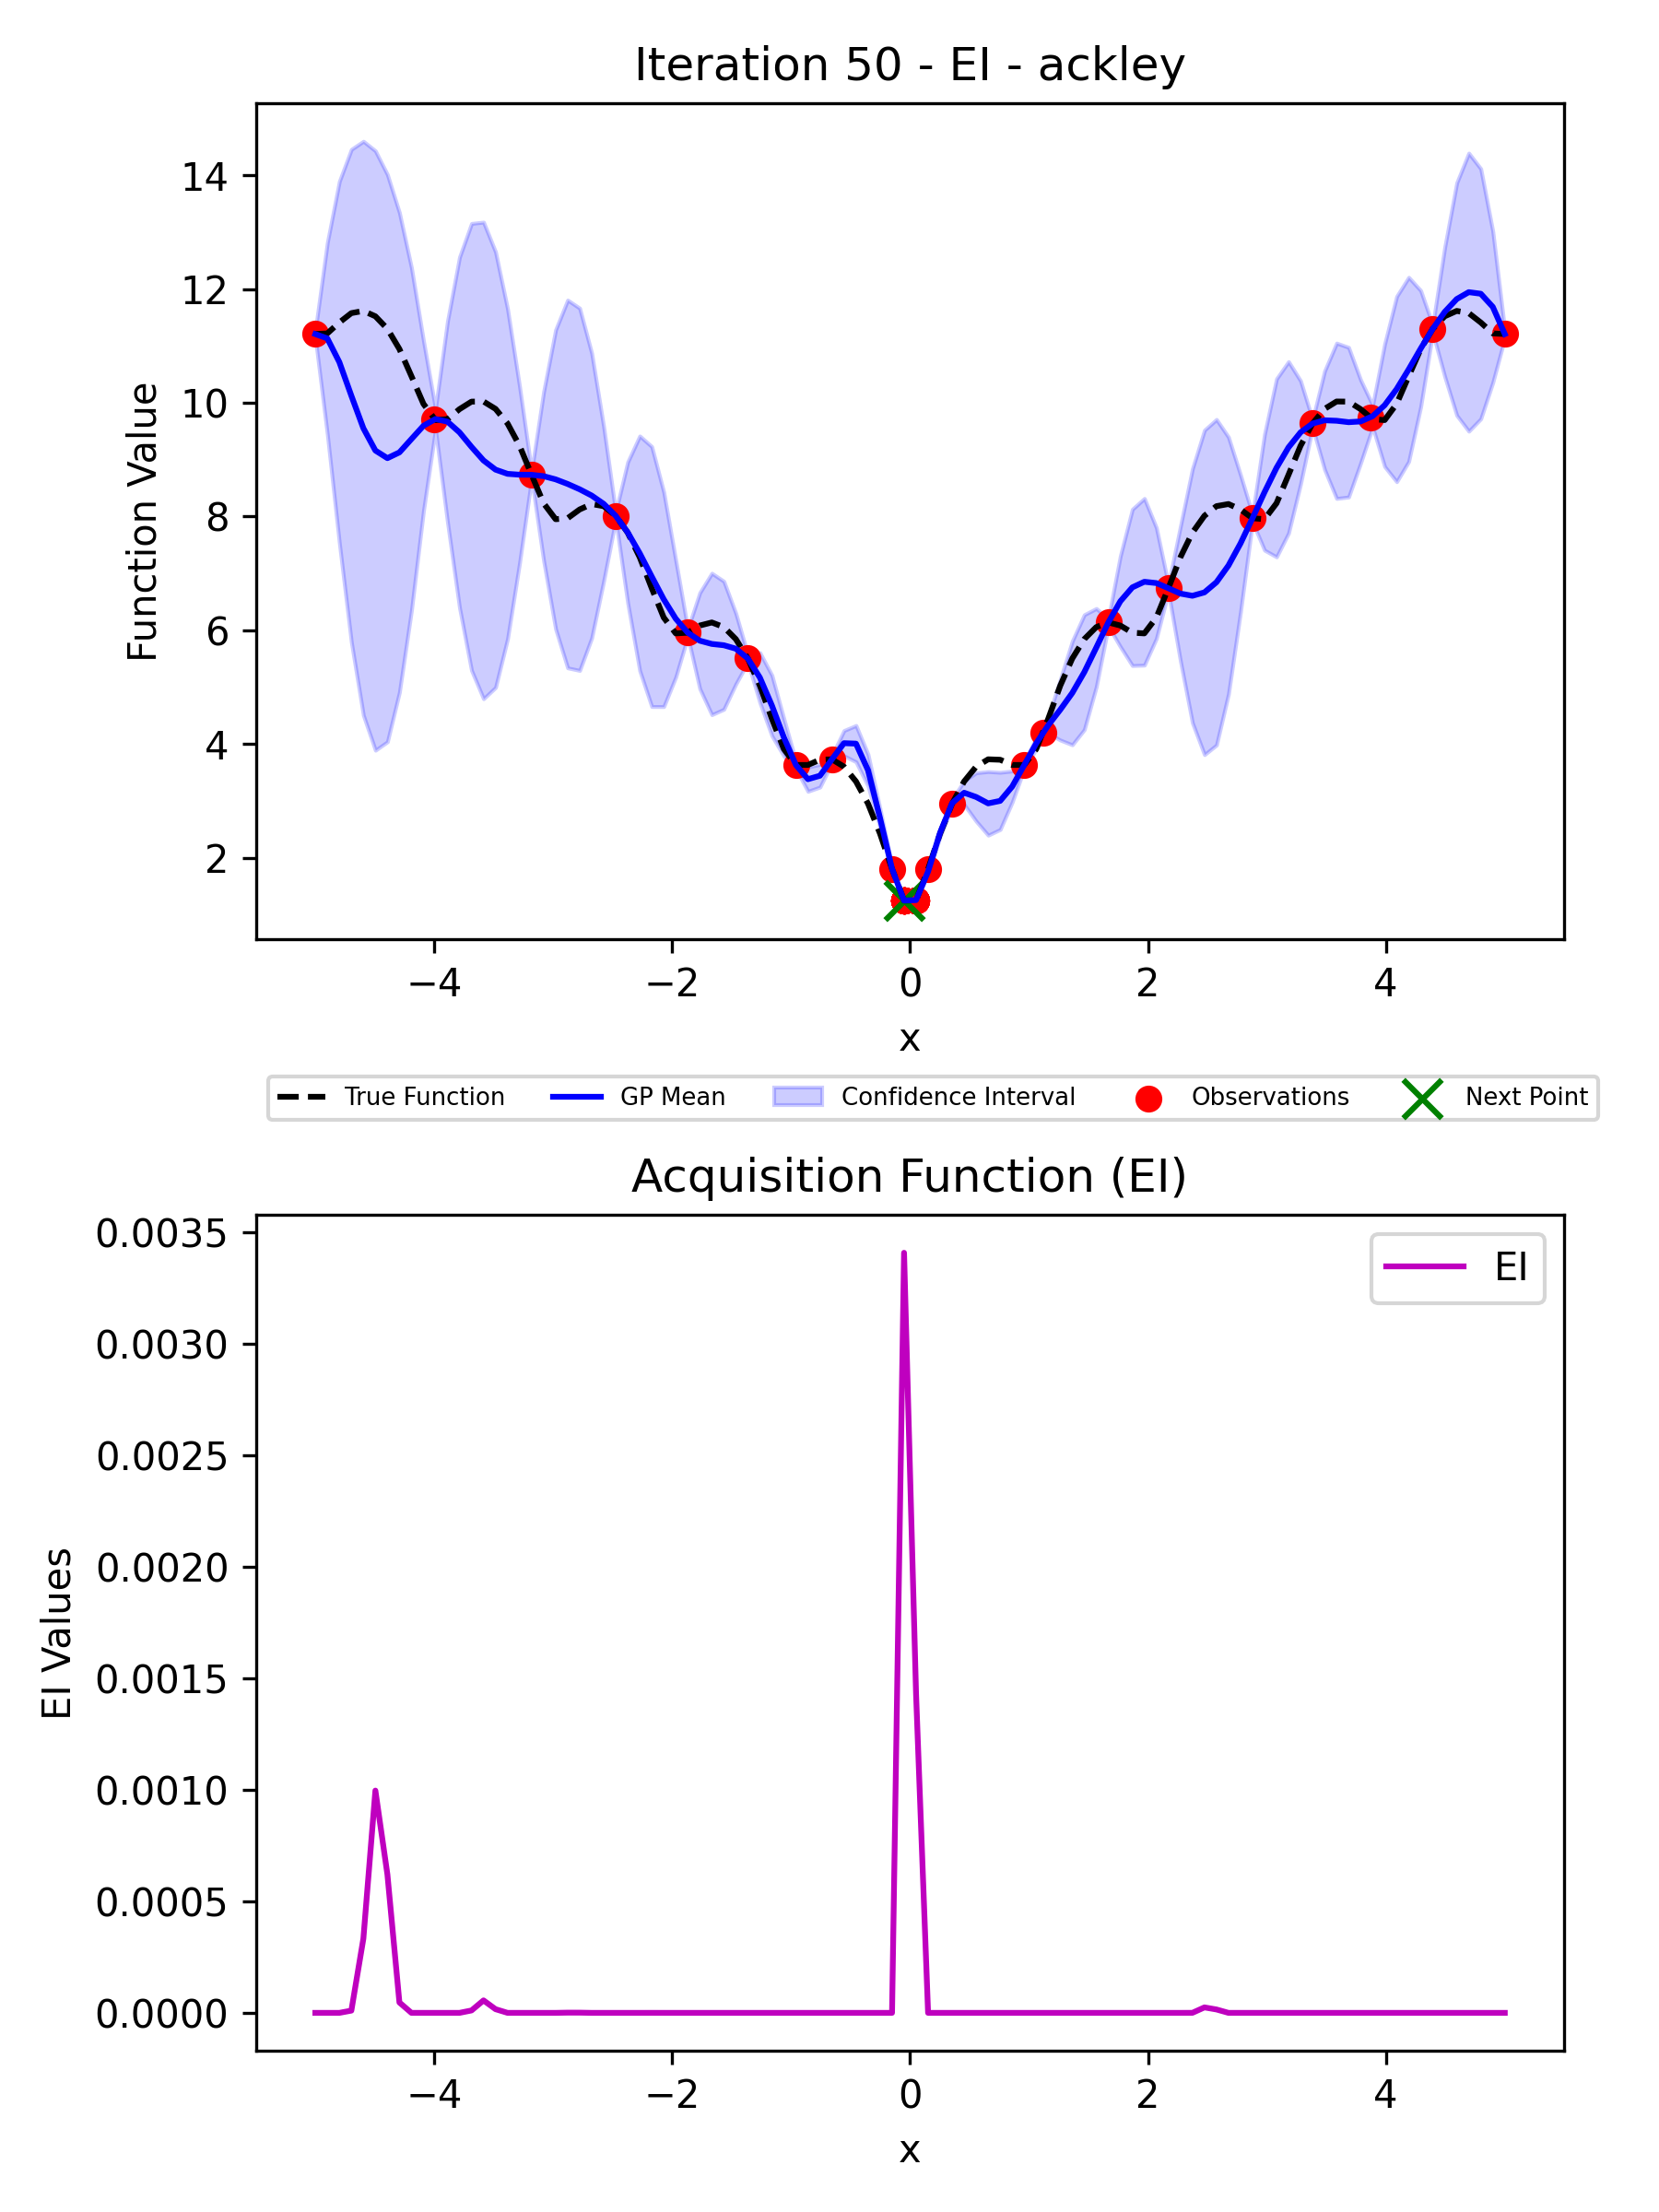 Iteration 50 - EI - ackley
14
12
10
8
6
4
2
Function Value
−4 −2 0 2 4
x
True Function GP Mean Confidence Interval Observations Next Point
Acquisition Function (EI)
0.0035
0.0030
0.0025
0.0020
0.0015
0.0010
0.0005
0.0000
EI Values
EI
−4 −2 0 2 4
x